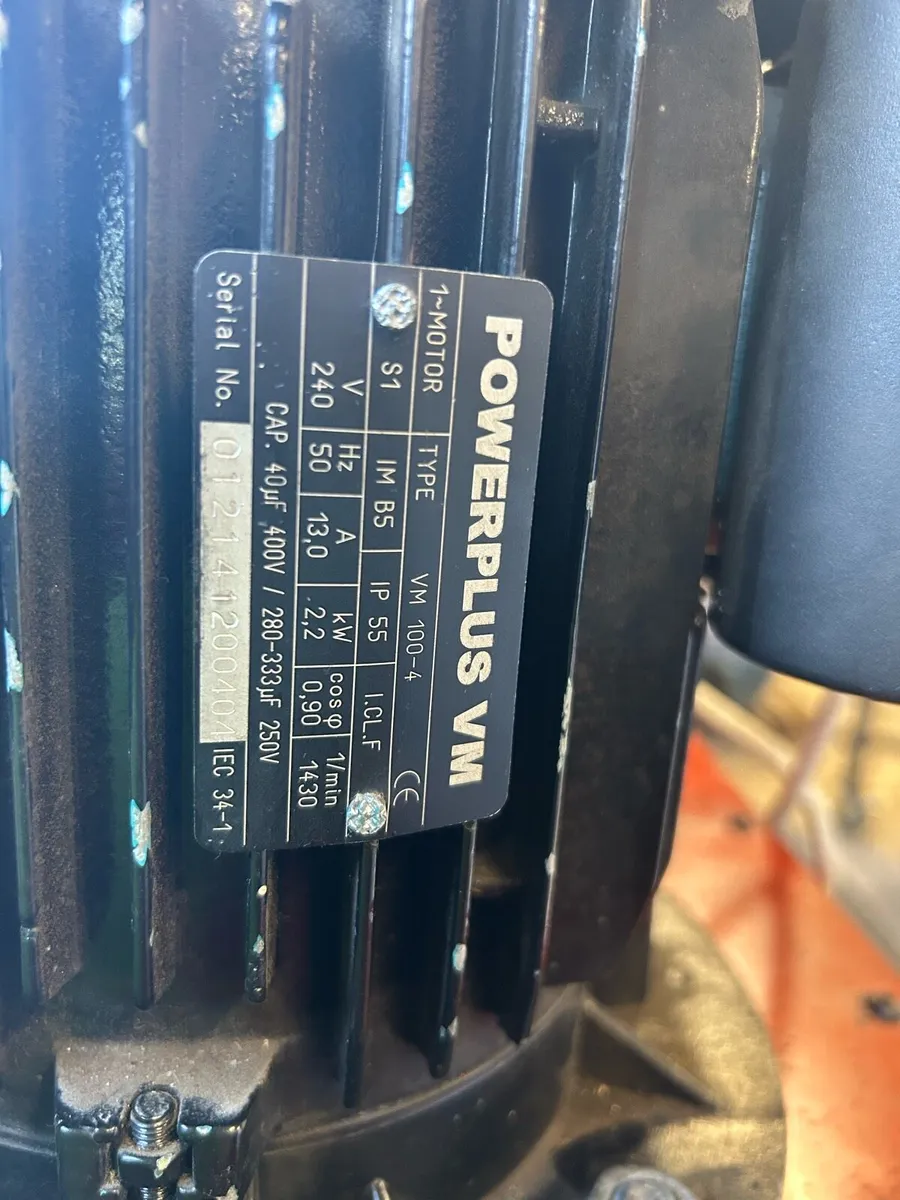 POWERPLUS VM
1~MOTOR TYPE VM 100-4 CE
S1 IM B5 IP 55 I.CL.F
V Hz A kW cosφ 1/min
240 50 13,0 2,2 0,90 1430
CAP. 40µF 400V / 280-333µF 250V
Serial No. 012141200404 IEC 34-1